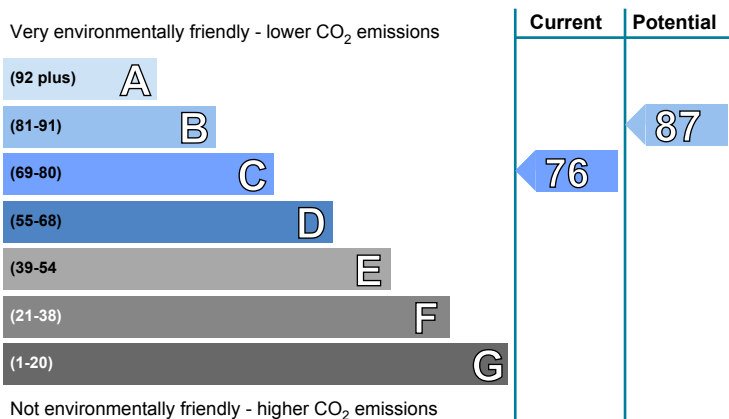 Current Potential
Very environmentally friendly - lower CO₂ emissions
(92 plus) A
(81-91) B 87
(69-80) C 76
(55-68) D
(39-54 E
(21-38) F
(1-20) G
Not environmentally friendly - higher CO₂ emissions